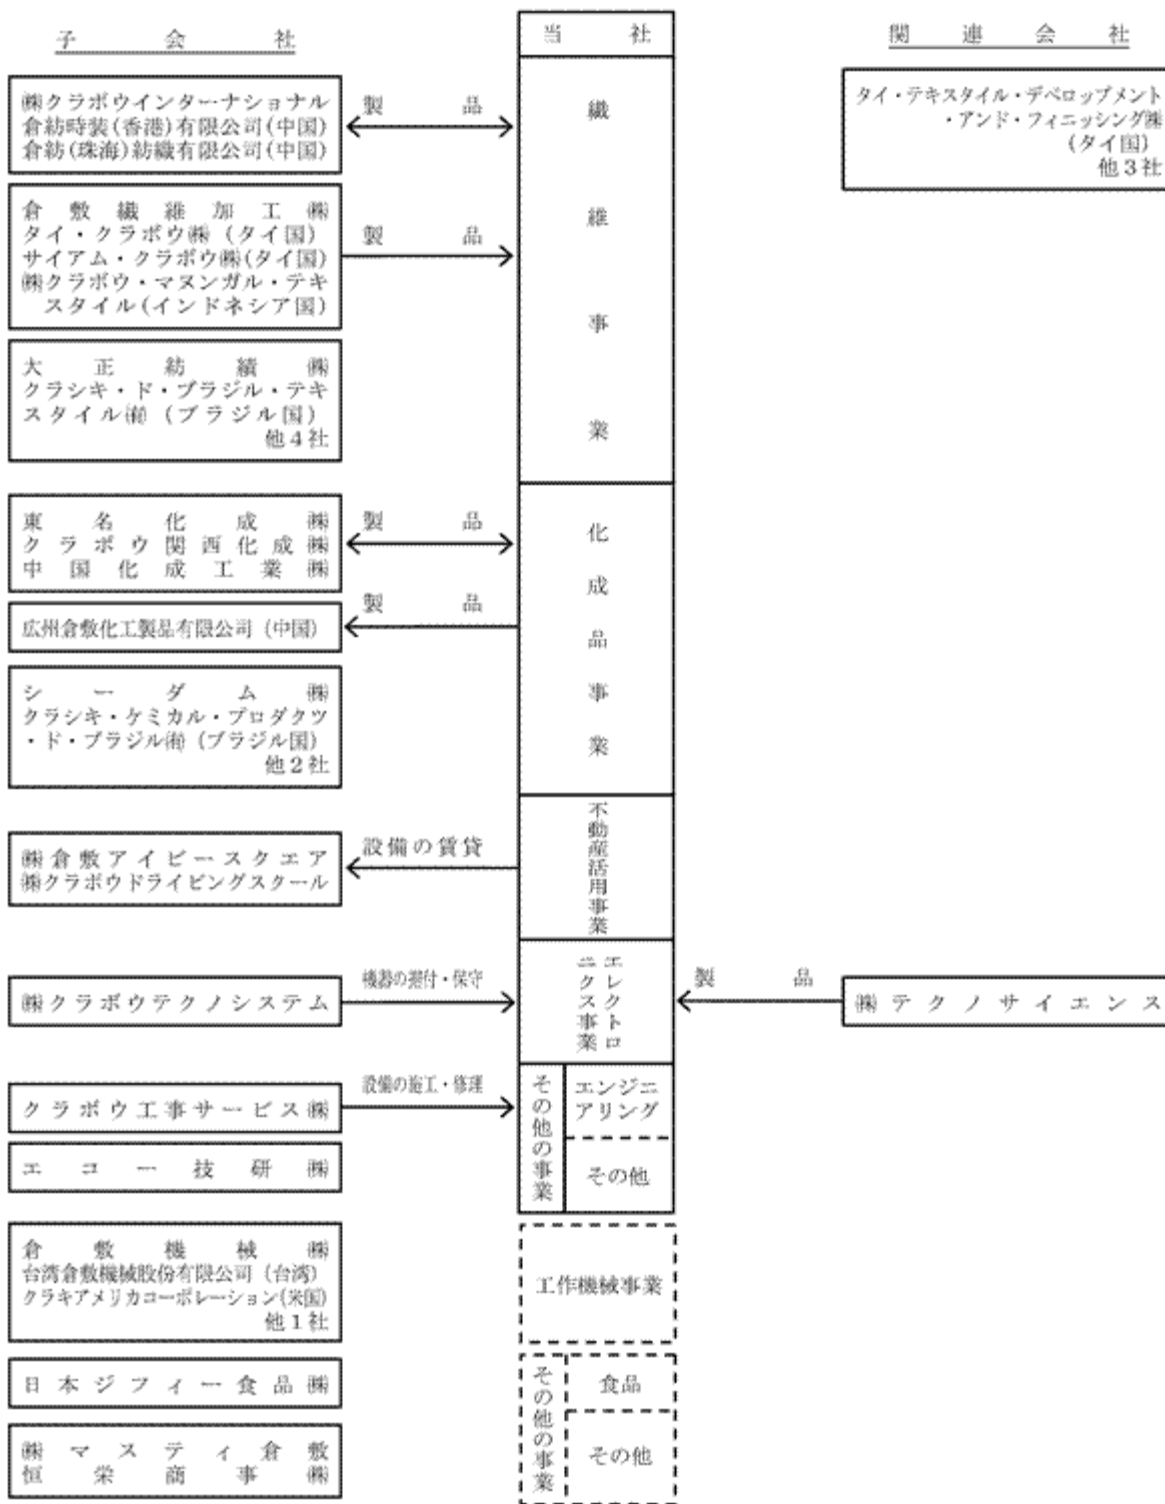 子会社
当社
関連会社
㈱クラボウインターナショナル
倉紡時装(香港)有限公司(中国)
倉紡(珠海)紡織有限公司(中国)
製品
繊維事業
タイ・テキスタイル・デベロップメント
・アンド・フィニッシング㈱
(タイ国)
他3社
倉敷繊維加工㈱
タイ・クラボウ㈱(タイ国)
サイアム・クラボウ㈱(タイ国)
㈱クラボウ・マヌンガル・テキ
スタイル(インドネシア国)
製品
大正紡績㈱
クラシキ・ド・ブラジル・テキ
スタイル㈲(ブラジル国)
他4社
東名化成㈱
クラボウ関西化成㈱
中国化成工業㈱
製品
化成品事業
広州倉敷化工製品有限公司(中国)
製品
シーダム㈱
クラシキ・ケミカル・プロダクツ
・ド・ブラジル㈲(ブラジル国)
他2社
㈱倉敷アイビースクエア
㈱クラボウドライビングスクール
設備の賃貸
不動産活用事業
㈱クラボウテクノシステム
機器の据付・保守
エレクトロ
ニクス事業
製品
㈱テクノサイエンス
クラボウ工事サービス㈱
設備の施工・修理
その他の事業
エンジニ
アリング
エコー技研㈱
その他
倉敷機械㈱
台湾倉敷機械股份有限公司(台湾)
クラキアメリカコーポレーション(米国)
他1社
工作機械事業
日本ジフィー食品㈱
その他の事業
食品
㈱マスティ倉敷
恒栄商事㈱
その他